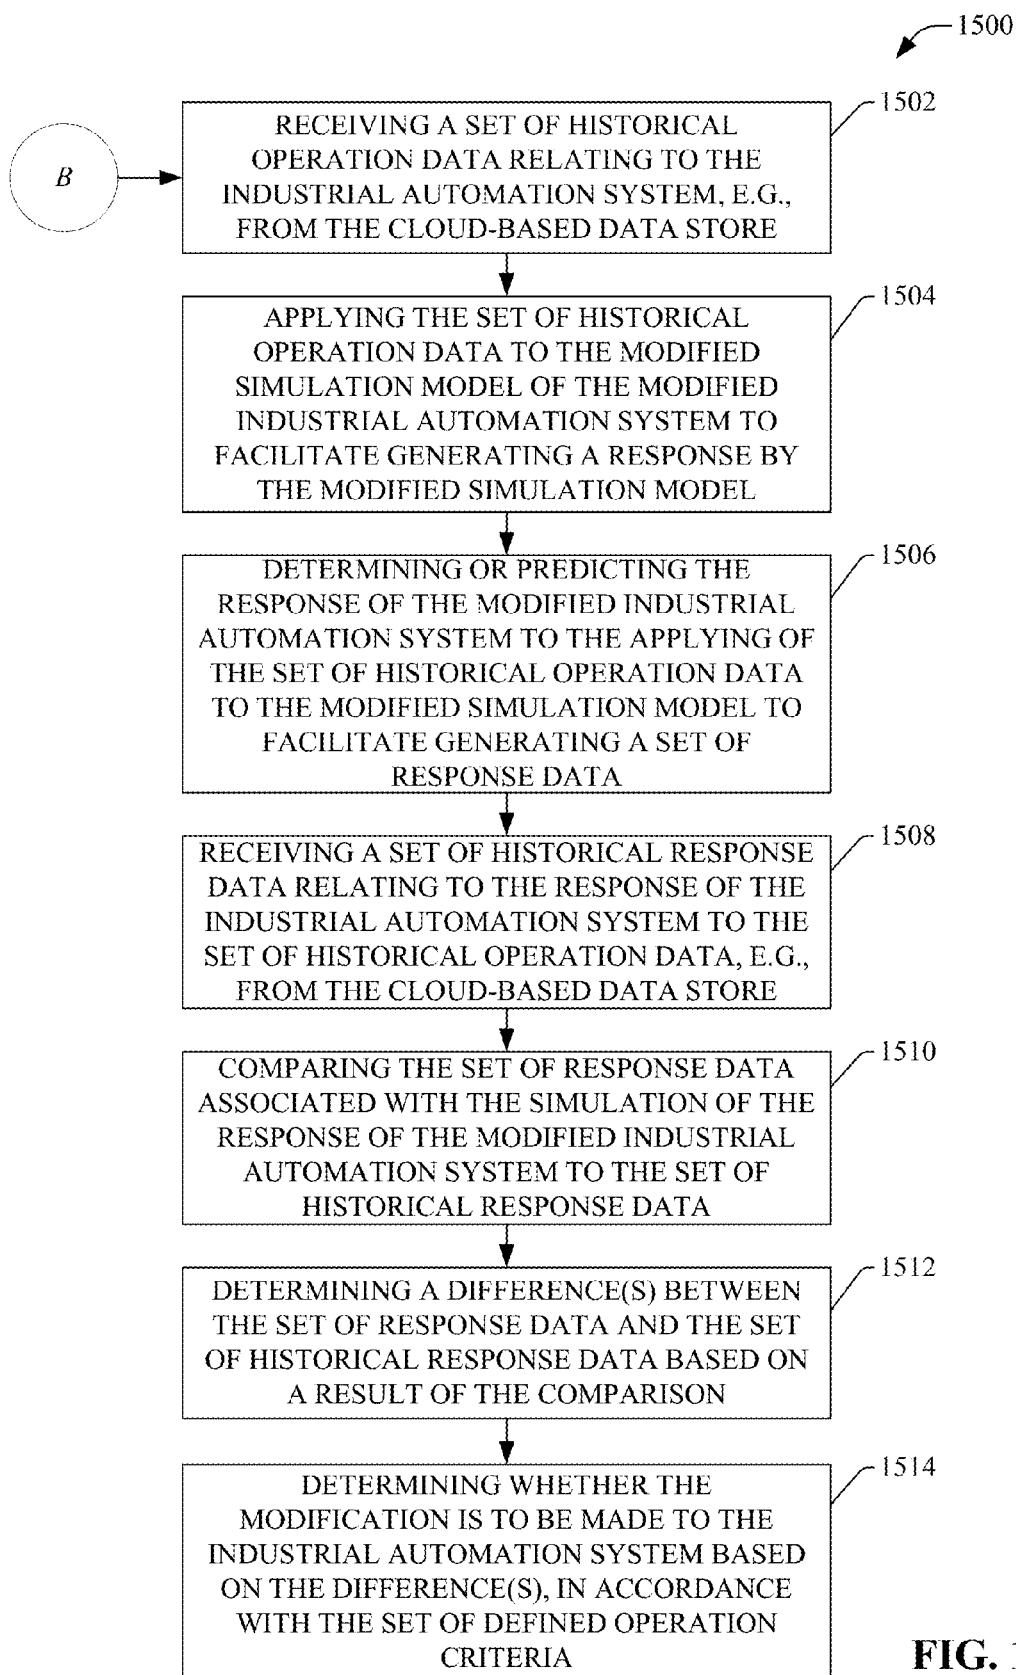 1500
1502
B
RECEIVING A SET OF HISTORICAL
OPERATION DATA RELATING TO THE
INDUSTRIAL AUTOMATION SYSTEM, E.G.,
FROM THE CLOUD-BASED DATA STORE
1504
APPLYING THE SET OF HISTORICAL
OPERATION DATA TO THE MODIFIED
SIMULATION MODEL OF THE MODIFIED
INDUSTRIAL AUTOMATION SYSTEM TO
FACILITATE GENERATING A RESPONSE BY
THE MODIFIED SIMULATION MODEL
1506
DETERMINING OR PREDICTING THE
RESPONSE OF THE MODIFIED INDUSTRIAL
AUTOMATION SYSTEM TO THE APPLYING OF
THE SET OF HISTORICAL OPERATION DATA
TO THE MODIFIED SIMULATION MODEL TO
FACILITATE GENERATING A SET OF
RESPONSE DATA
1508
RECEIVING A SET OF HISTORICAL RESPONSE
DATA RELATING TO THE RESPONSE OF THE
INDUSTRIAL AUTOMATION SYSTEM TO THE
SET OF HISTORICAL OPERATION DATA, E.G.,
FROM THE CLOUD-BASED DATA STORE
1510
COMPARING THE SET OF RESPONSE DATA
ASSOCIATED WITH THE SIMULATION OF THE
RESPONSE OF THE MODIFIED INDUSTRIAL
AUTOMATION SYSTEM TO THE SET OF
HISTORICAL RESPONSE DATA
1512
DETERMINING A DIFFERENCE(S) BETWEEN
THE SET OF RESPONSE DATA AND THE SET
OF HISTORICAL RESPONSE DATA BASED ON
A RESULT OF THE COMPARISON
1514
DETERMINING WHETHER THE
MODIFICATION IS TO BE MADE TO THE
INDUSTRIAL AUTOMATION SYSTEM BASED
ON THE DIFFERENCE(S), IN ACCORDANCE
WITH THE SET OF DEFINED OPERATION
CRITERIA
FIG.